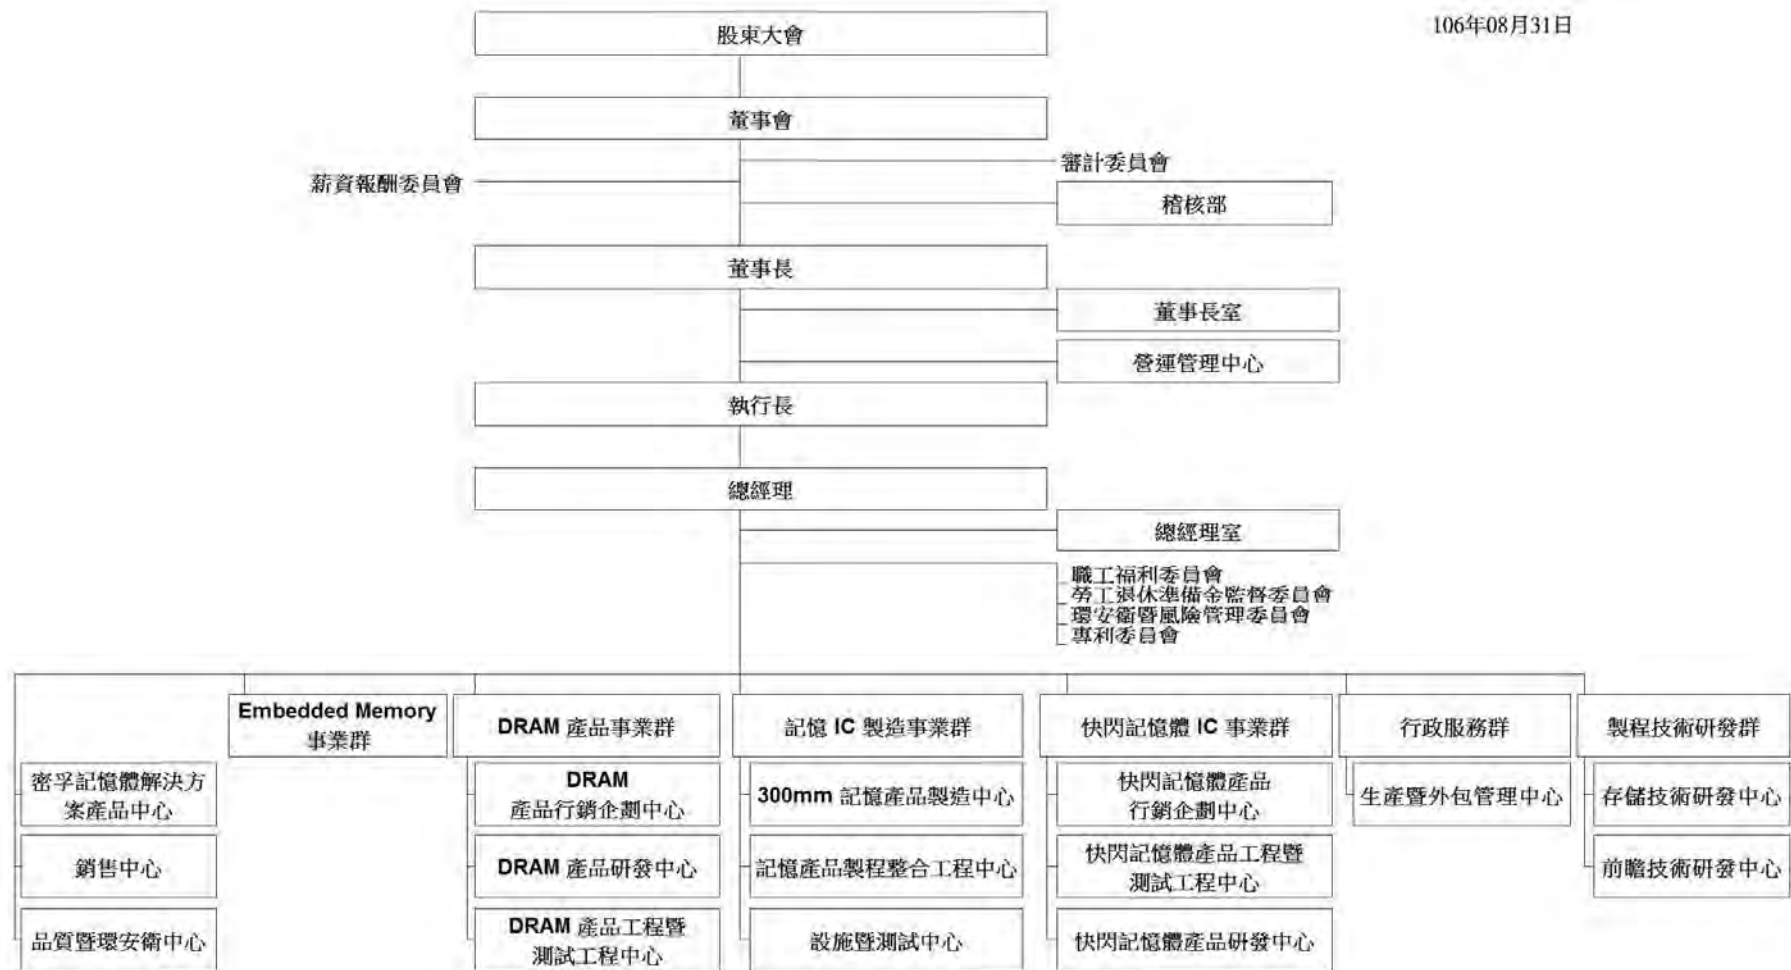 106年08月31日
股東大會
董事會
審計委員會
薪資報酬委員會
稽核部
董事長
董事長室
營運管理中心
執行長
總經理
總經理室
職工福利委員會
勞工退休準備金監督委員會
環安衛暨風險管理委員會
專利委員會
Embedded Memory
事業群
DRAM 產品事業群
記憶 IC 製造事業群
快閃記憶體 IC 事業群
行政服務群
製程技術研發群
密孚記憶體解決方
案產品中心
DRAM
產品行銷企劃中心
300mm 記憶產品製造中心
快閃記憶體產品
行銷企劃中心
生產暨外包管理中心
存儲技術研發中心
銷售中心
DRAM 產品研發中心
記憶產品製程整合工程中心
快閃記憶體產品工程暨
測試工程中心
前瞻技術研發中心
品質暨環安衛中心
DRAM 產品工程暨
測試工程中心
設施暨測試中心
快閃記憶體產品研發中心